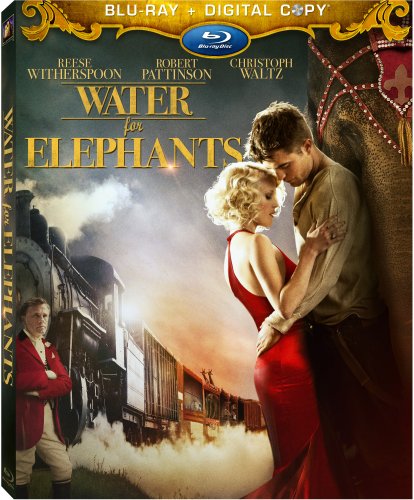 BLU-RAY + DIGITAL COPY
Blu-ray Disc
REESE WITHERSPOON
ROBERT PATTINSON
CHRISTOPH WALTZ
WATER
for
ELEPHANTS
WATER for ELEPHANTS